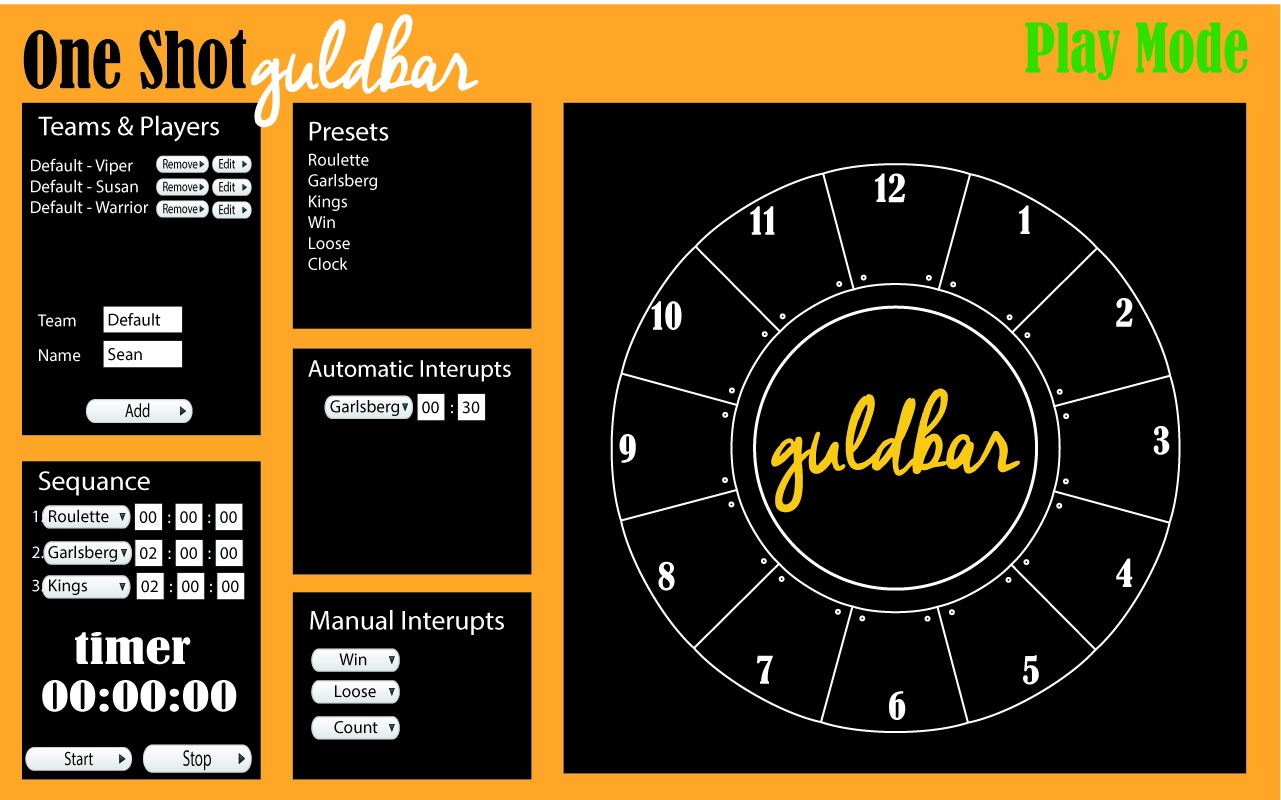 One Shot guldbar
Play Mode
Teams & Players
Default - Viper Remove Edit
Default - Susan Remove Edit
Default - Warrior Remove Edit
Team Default
Name Sean
Add
Sequance
1. Roulette 00 : 00 : 00
2. Garlsberg 02 : 00 : 00
3. Kings 02 : 00 : 00
timer
00:00:00
Start Stop
Presets
Roulette
Garlsberg
Kings
Win
Loose
Clock
Automatic Interupts
Garlsberg 00 : 30
Manual Interupts
Win
Loose
Count
12
1
2
3
4
5
6
7
8
9
10
11
guldbar